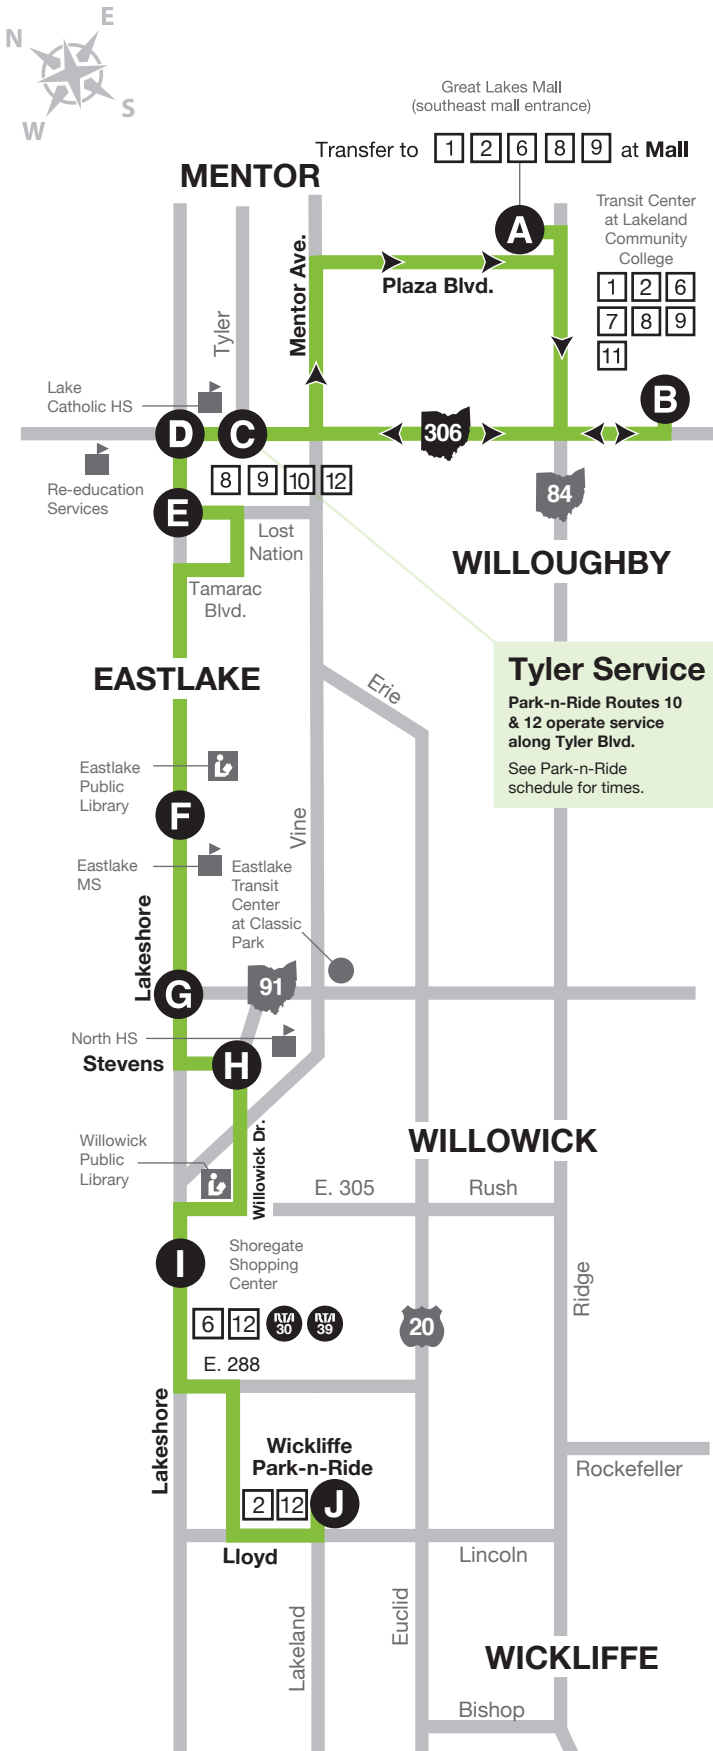 E
N
S
W
Great Lakes Mall
(southeast mall entrance)
Transfer to 1 2 6 8 9 at Mall
MENTOR
A
Transit Center
at Lakeland
Community
College
1 2 6
7 8 9
11
Mentor Ave.
Plaza Blvd.
Tyler
Lake
Catholic HS
B
D
C
306
8 9 10 12
Re-education
Services
84
E
Lost
Nation
WILLOUGHBY
Tamarac
Blvd.
EASTLAKE
Erie
Tyler Service
Park-n-Ride Routes 10
& 12 operate service
along Tyler Blvd.
See Park-n-Ride
schedule for times.
Eastlake
Public
Library
F
Vine
Eastlake
MS
Eastlake
Transit
Center
at Classic
Park
Lakeshore
G
91
North HS
Stevens
H
Willowick
Public
Library
Willowick Dr.
WILLOWICK
E. 305
Rush
I
Shoregate
Shopping
Center
Ridge
6 12 RTA 30 RTA 39
20
E. 288
Lakeshore
Wickliffe
Park-n-Ride
2 12 J
Rockefeller
Lloyd
Lincoln
Lakeland
Euclid
WICKLIFFE
Bishop